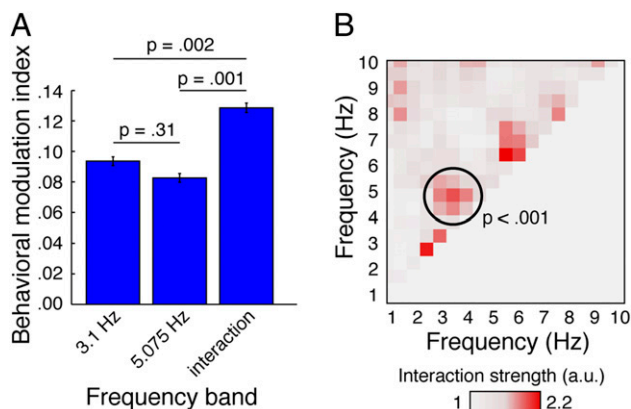 A
Behavioral modulation index
.14
.12
.10
.08
.06
.04
.02
.00
p = .002
p = .001
p = .31
3.1 Hz
5.075 Hz
interaction
Frequency band
B
Frequency (Hz)
10
9
8
7
6
5
4
3
2
1
p < .001
1 2 3 4 5 6 7 8 9 10
Frequency (Hz)
Interaction strength (a.u.)
1 2.2